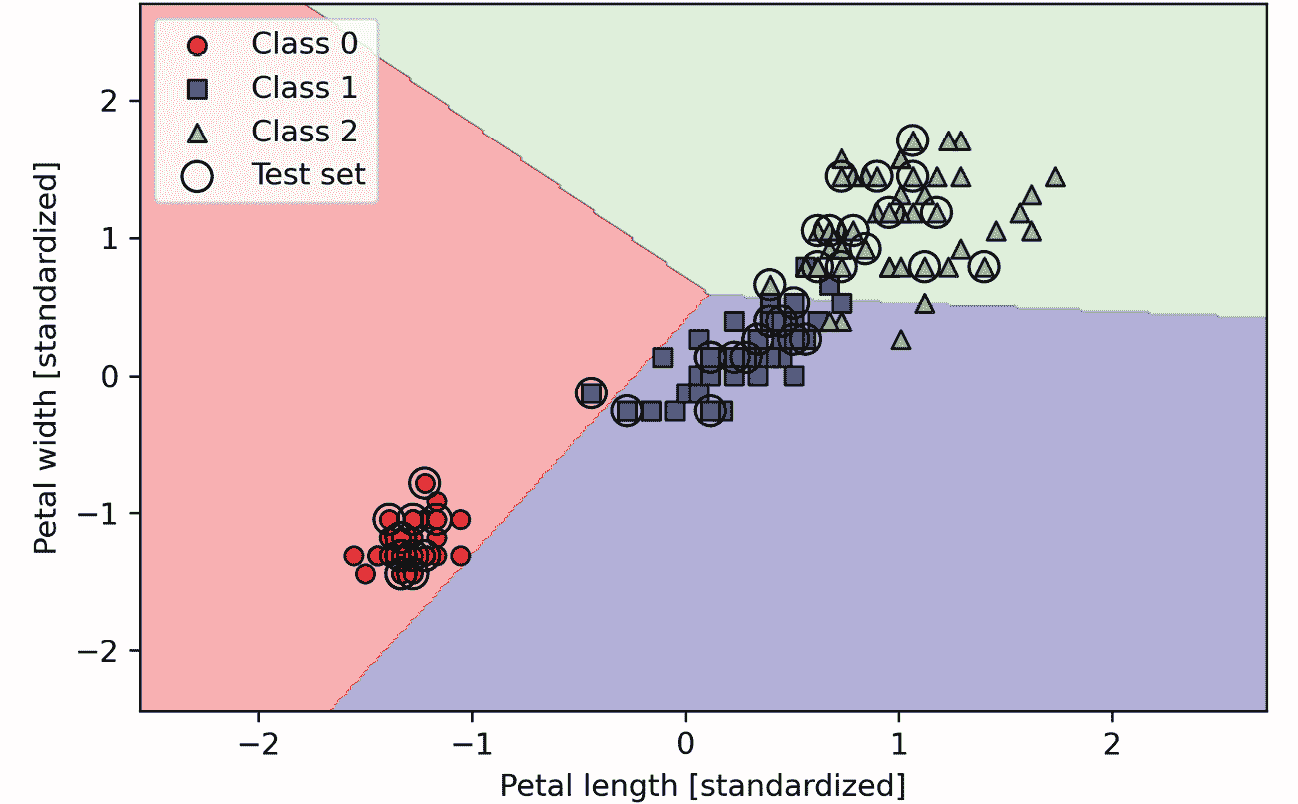 Class 0
Class 1
Class 2
Test set
Petal width [standardized]
2
1
0
−1
−2
−2
−1
0
1
2
Petal length [standardized]